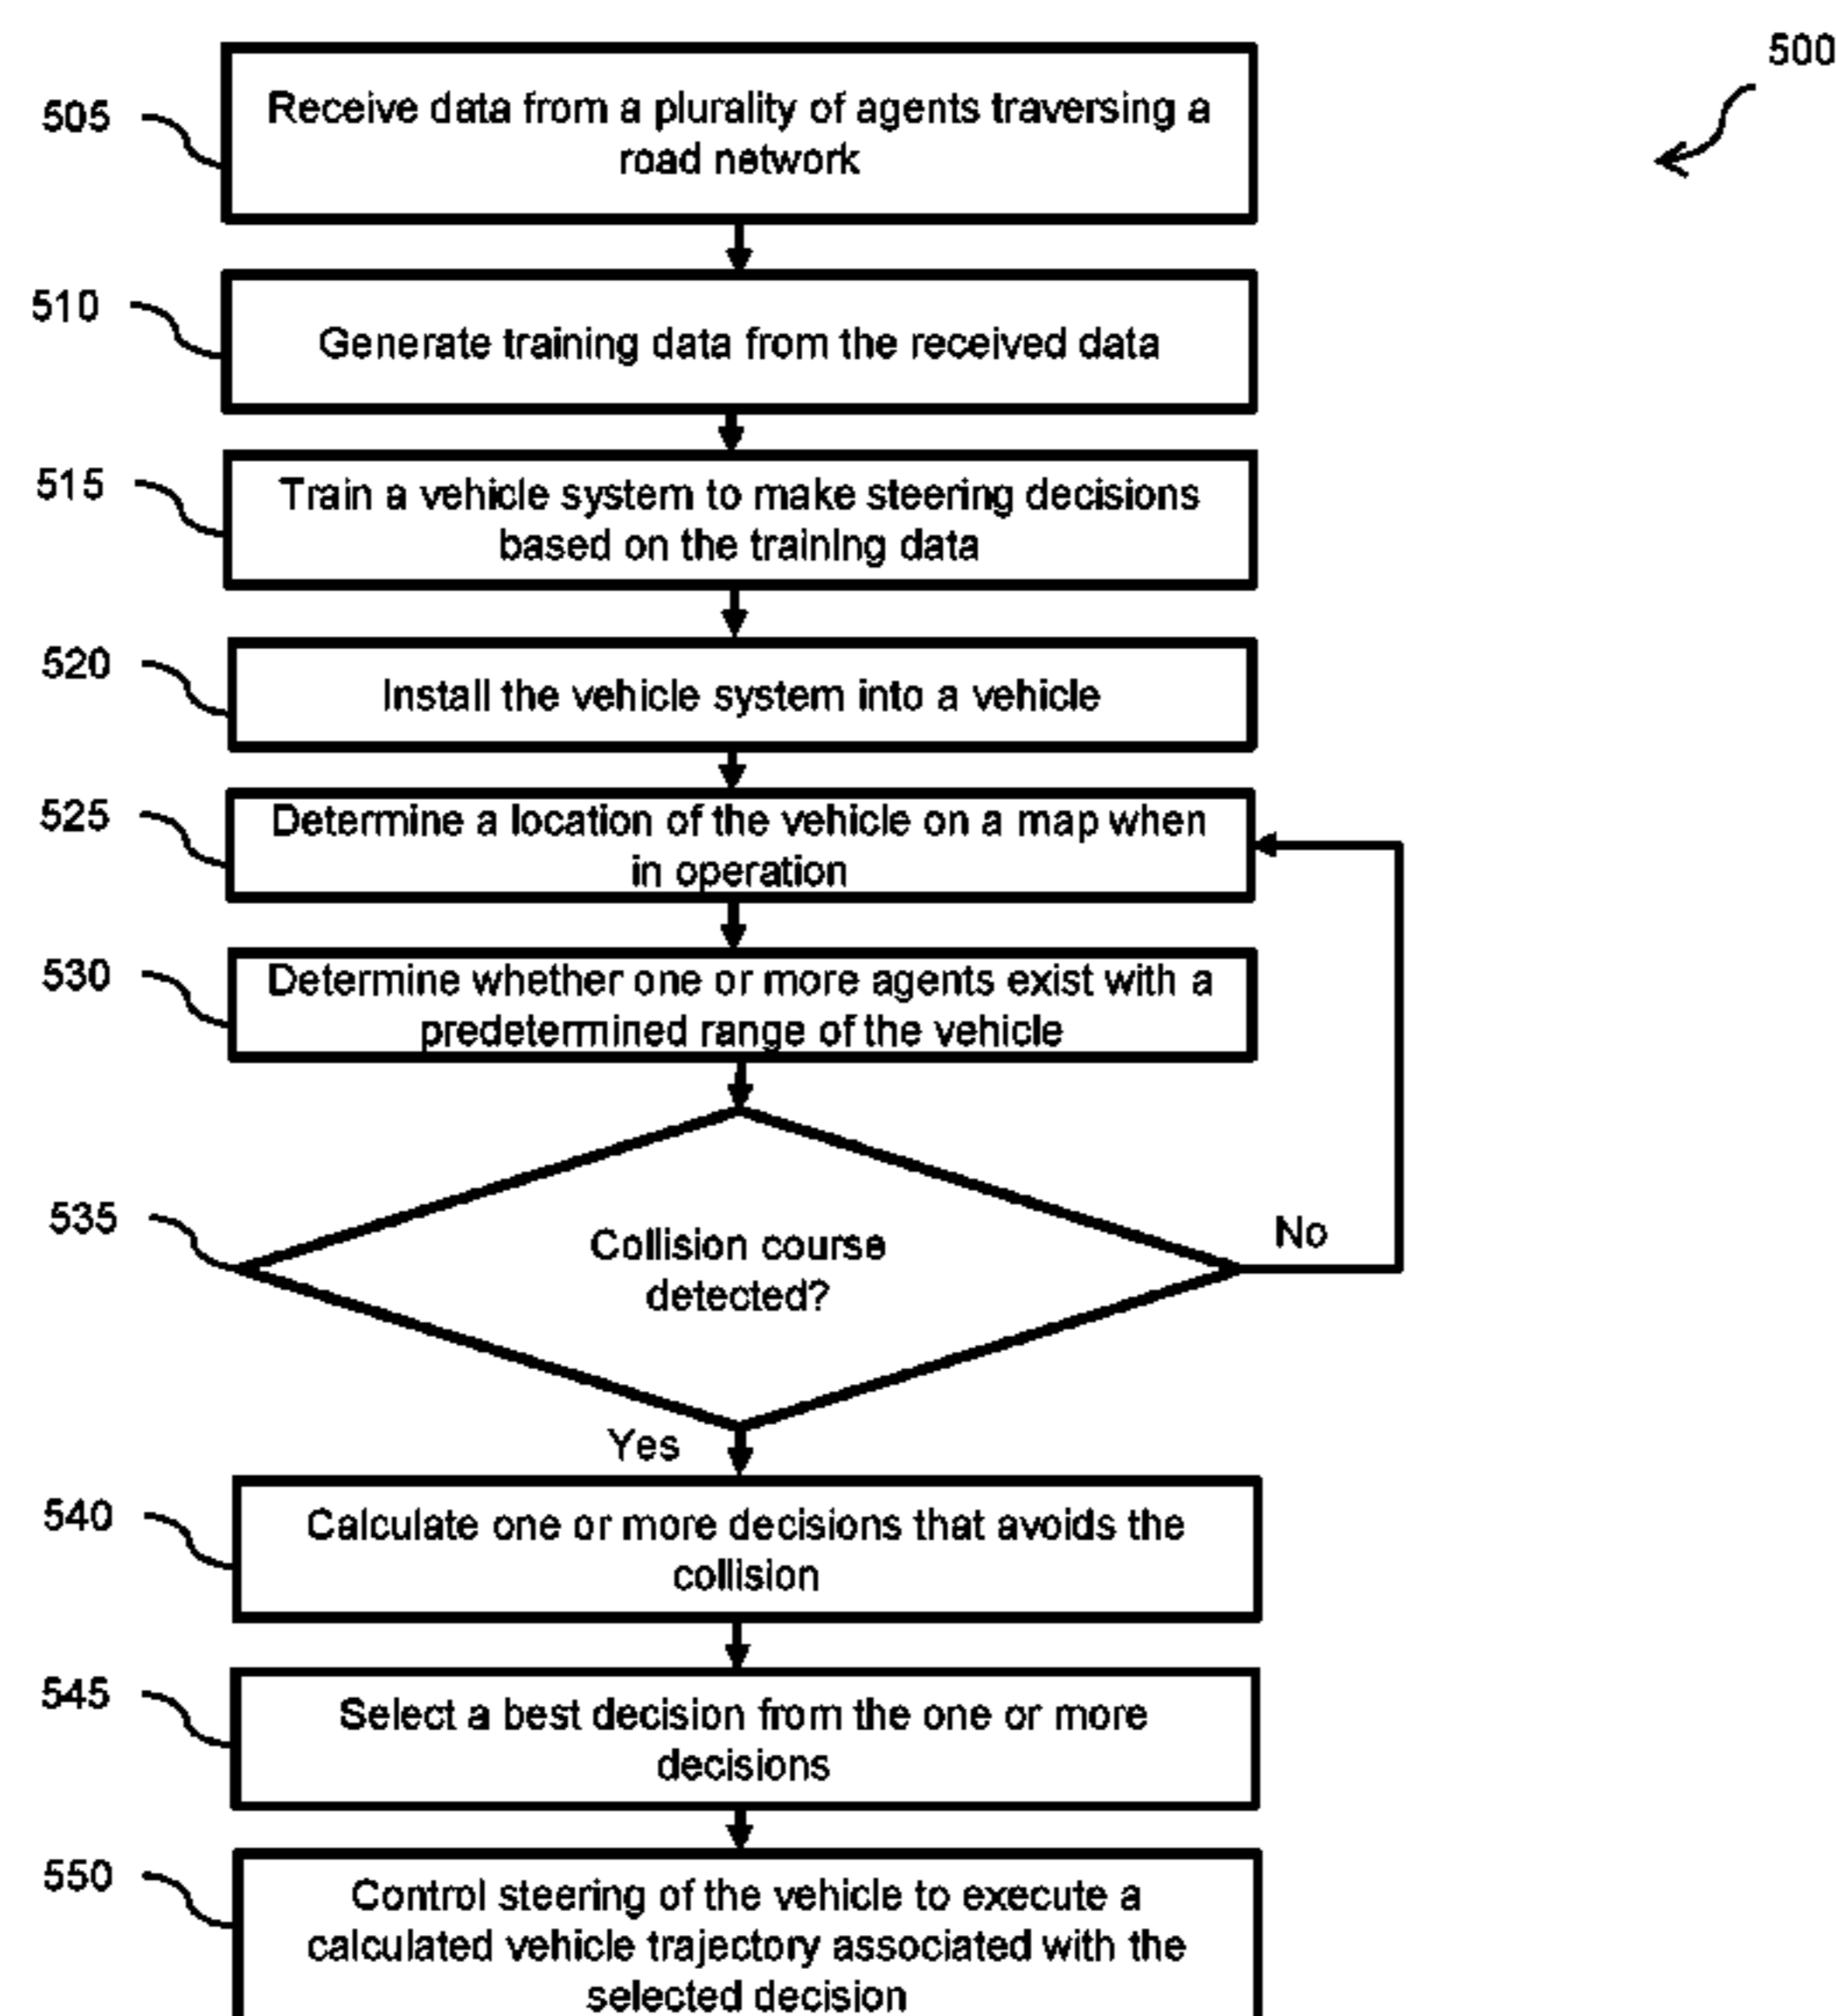 500
505
Receive data from a plurality of agents traversing a
road network
510
Generate training data from the received data
515
Train a vehicle system to make steering decisions
based on the training data
520
Install the vehicle system into a vehicle
525
Determine a location of the vehicle on a map when
in operation
530
Determine whether one or more agents exist with a
predetermined range of the vehicle
535
Collision course
detected?
No
Yes
540
Calculate one or more decisions that avoids the
collision
545
Select a best decision from the one or more
decisions
550
Control steering of the vehicle to execute a
calculated vehicle trajectory associated with the
selected decision